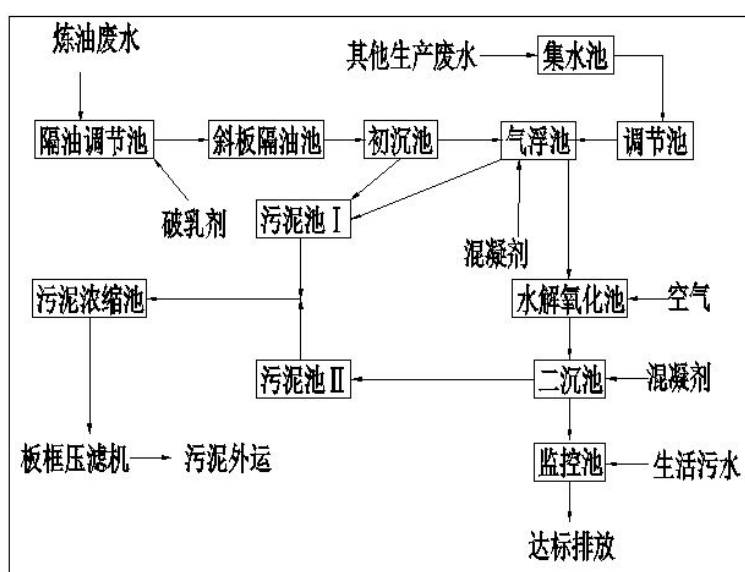 炼油废水
其他生产废水
集水池
隔油调节池
斜板隔油池
初沉池
气浮池
调节池
破乳剂
污泥池Ⅰ
混凝剂
污泥浓缩池
水解氧化池
空气
污泥池Ⅱ
二沉池
混凝剂
板框压滤机
污泥外运
监控池
生活污水
达标排放